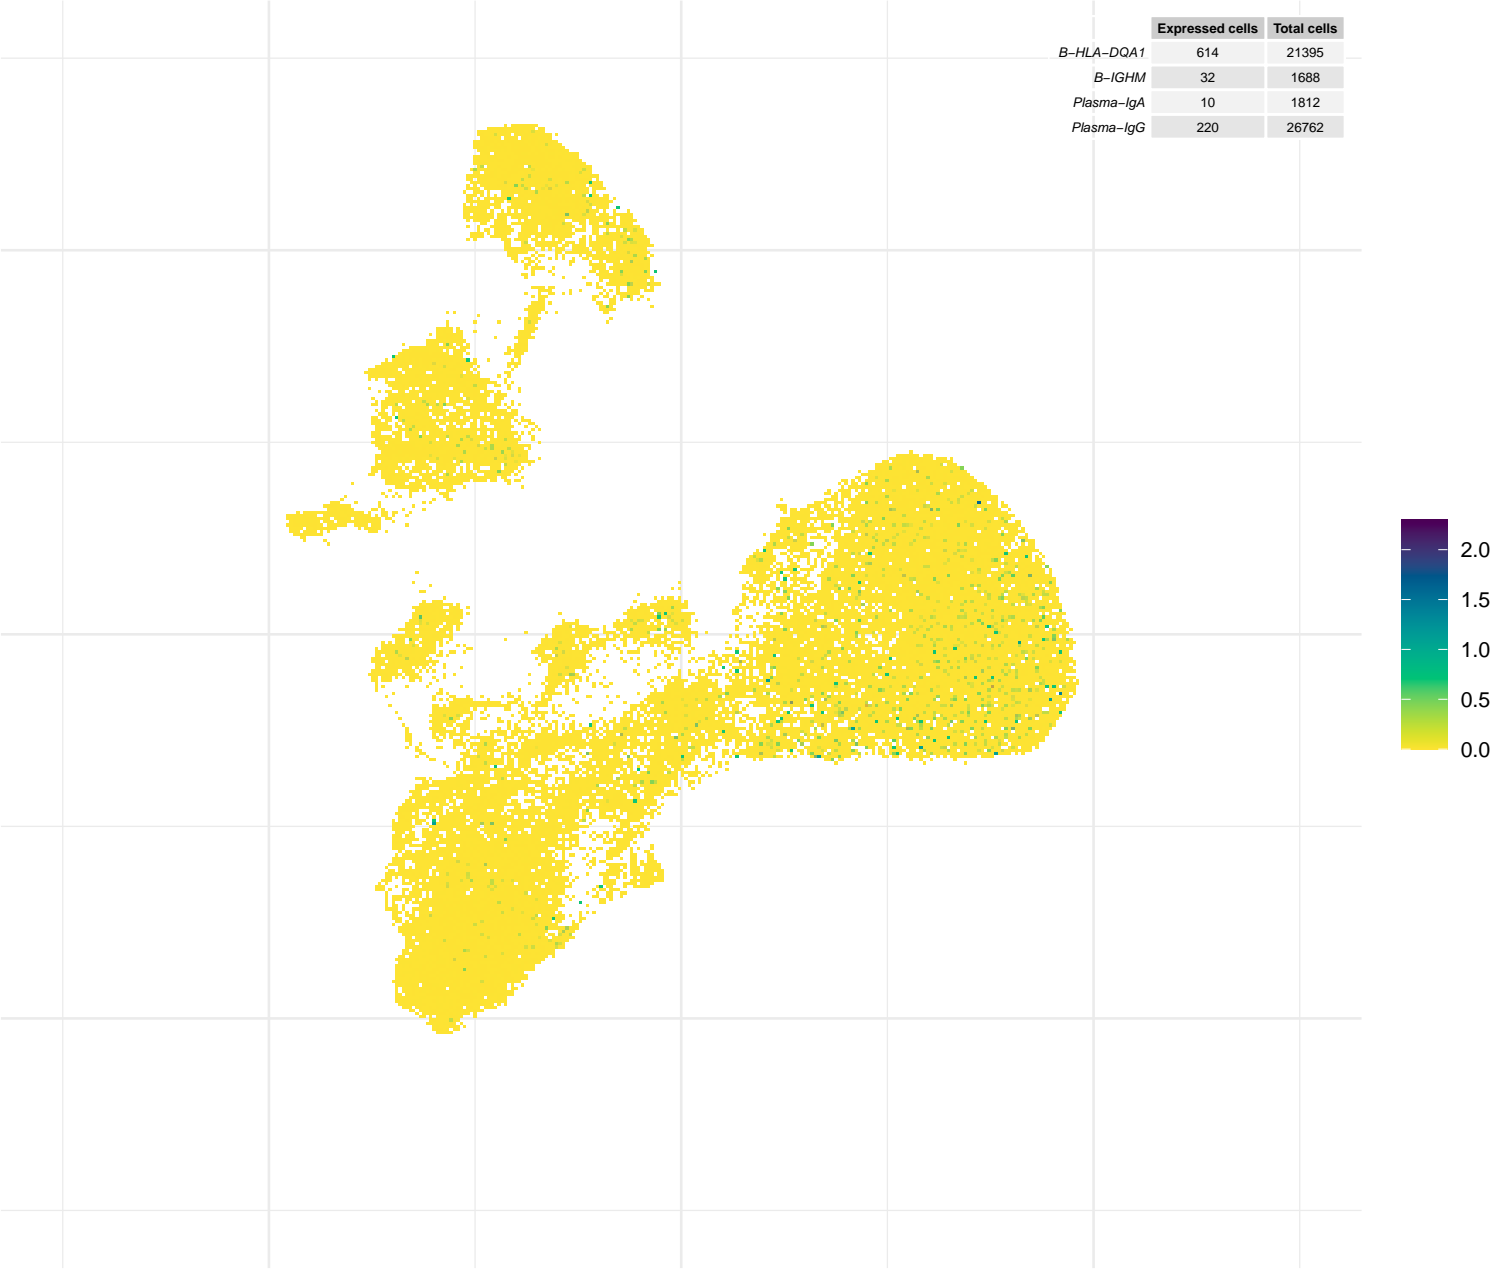 Expressed cells Total cells
B−HLA−DQA1 614 21395
B−IGHM 32 1688
Plasma−IgA 10 1812
Plasma−IgG 220 26762
2.0
1.5
1.0
0.5
0.0